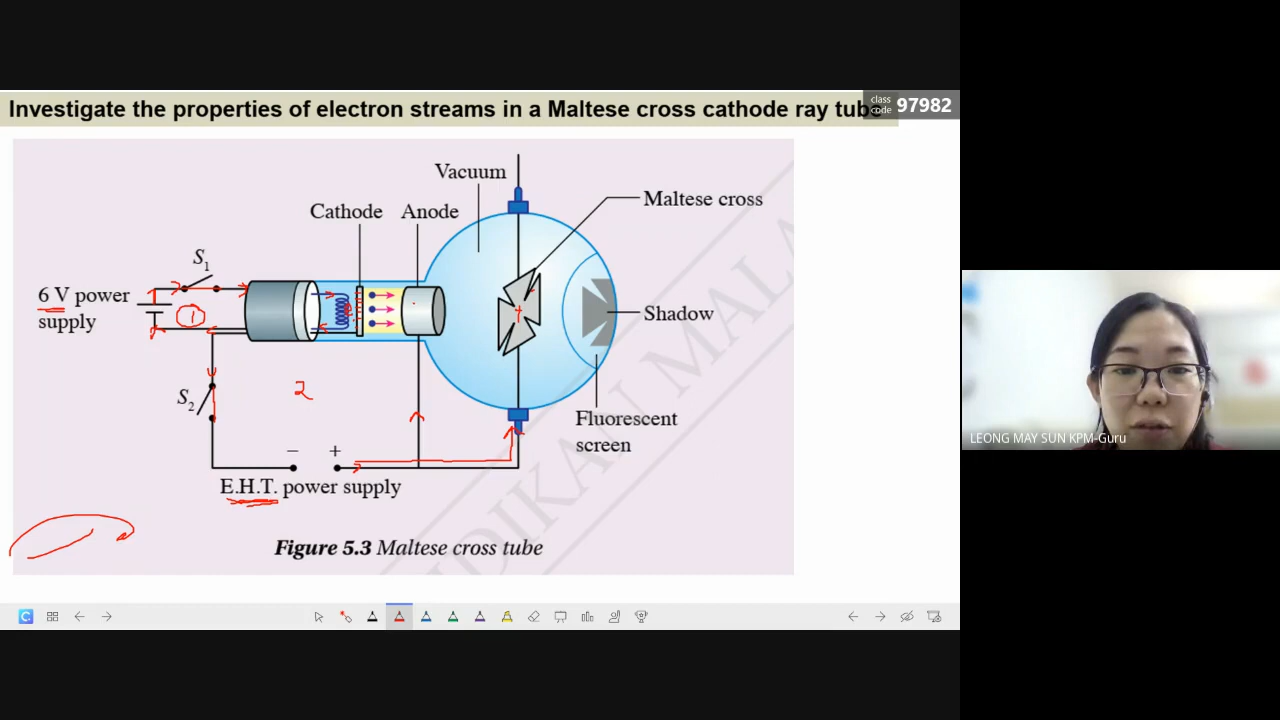 Investigate the properties of electron streams in a Maltese cross cathode ray tube
class code 97982
Vacuum
Cathode Anode
Maltese cross
S1
6 V power
supply
1
Shadow
S2
2
Fluorescent
screen
− +
E.H.T. power supply
Figure 5.3 Maltese cross tube
LEONG MAY SUN KPM-Guru
DIKAN MALA
C